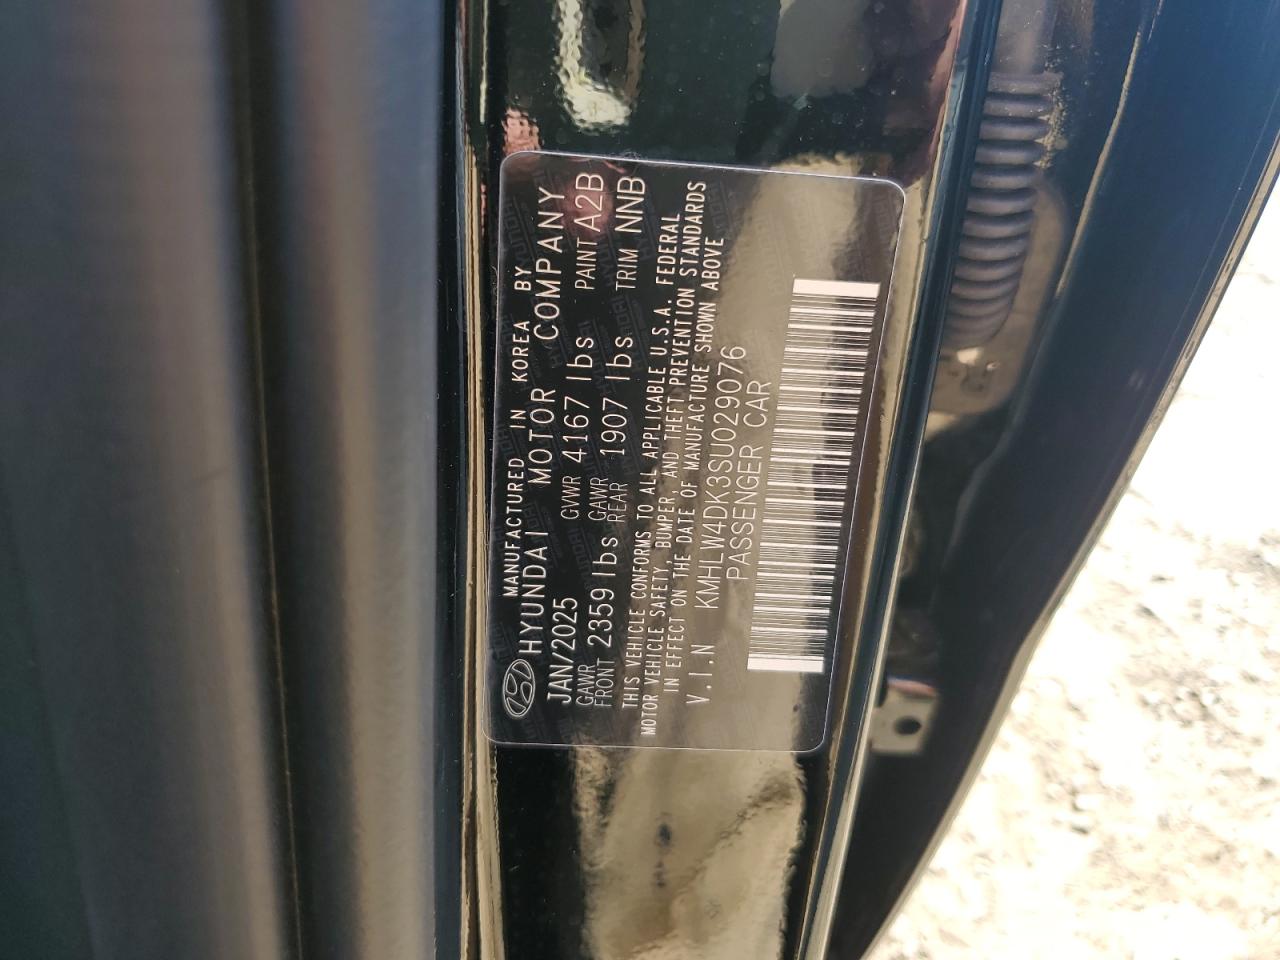 MANUFACTURED IN KOREA BY
HYUNDAI MOTOR COMPANY
JAN/2025 GVWR 4167 lbs PAINT A2B
GAWR FRONT 2359 lbs GAWR REAR 1907 lbs TRIM NNB
THIS VEHICLE CONFORMS TO ALL APPLICABLE U.S.A. FEDERAL
MOTOR VEHICLE SAFETY, BUMPER, AND THEFT PREVENTION STANDARDS
IN EFFECT ON THE DATE OF MANUFACTURE SHOWN ABOVE
V.I.N KMHLW4DK3SU029076
PASSENGER CAR